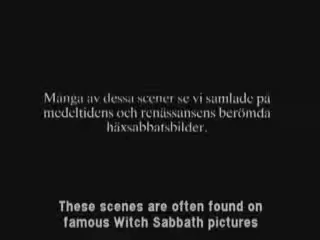 Många av dessa scener se vi samlade på
medeltidens och renässansens berömda
häxsabbatsbilder.
These scenes are often found on
famous Witch Sabbath pictures